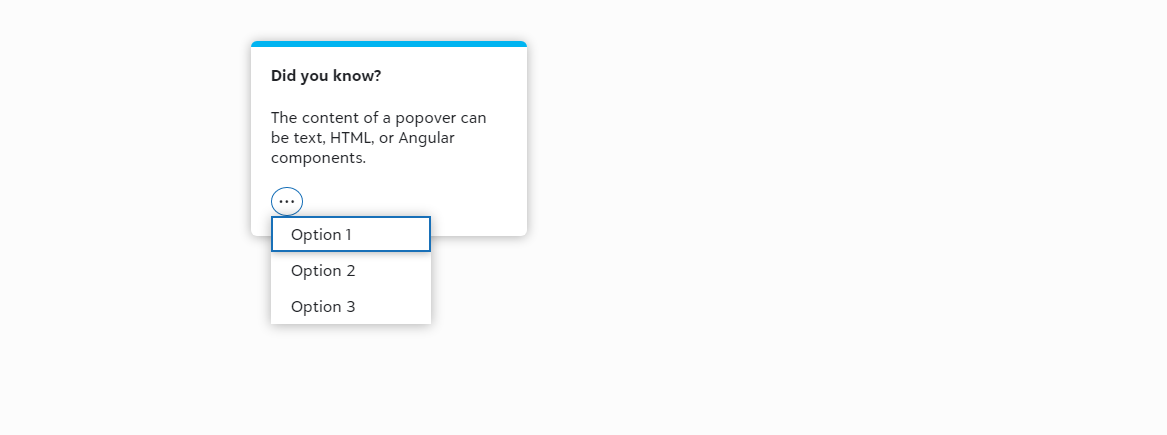 Did you know?
The content of a popover can
be text, HTML, or Angular
components.
Option 1
Option 2
Option 3